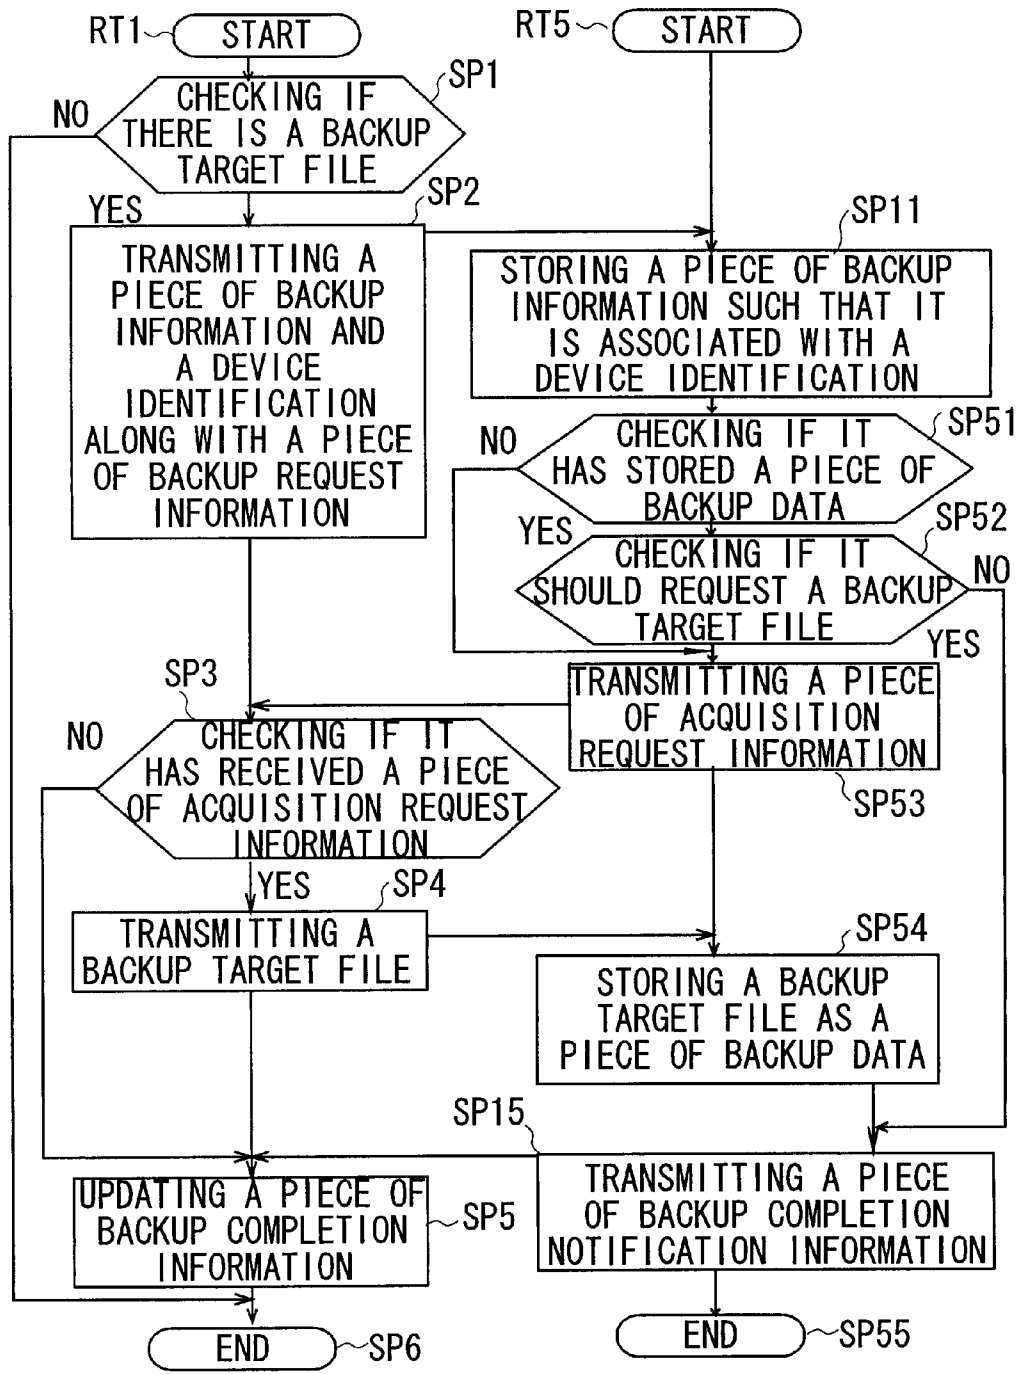 RT1
START
SP1
CHECKING IF
THERE IS A BACKUP
TARGET FILE
NO
YES
SP2
TRANSMITTING A
PIECE OF BACKUP
INFORMATION AND
A DEVICE
IDENTIFICATION
ALONG WITH A PIECE
OF BACKUP REQUEST
INFORMATION
SP3
NO
CHECKING IF IT
HAS RECEIVED A PIECE
OF ACQUISITION REQUEST
INFORMATION
YES
SP4
TRANSMITTING A
BACKUP TARGET FILE
UPDATING A PIECE OF
BACKUP COMPLETION
INFORMATION
SP5
END
SP6
RT5
START
SP11
STORING A PIECE OF BACKUP
INFORMATION SUCH THAT IT
IS ASSOCIATED WITH A
DEVICE IDENTIFICATION
SP51
NO
CHECKING IF IT
HAS STORED A PIECE OF
BACKUP DATA
YES
SP52
CHECKING IF IT
SHOULD REQUEST A BACKUP
TARGET FILE
NO
YES
TRANSMITTING A PIECE
OF ACQUISITION
REQUEST INFORMATION
SP53
SP54
STORING A BACKUP
TARGET FILE AS A
PIECE OF BACKUP DATA
SP15
TRANSMITTING A PIECE
OF BACKUP COMPLETION
NOTIFICATION INFORMATION
END
SP55